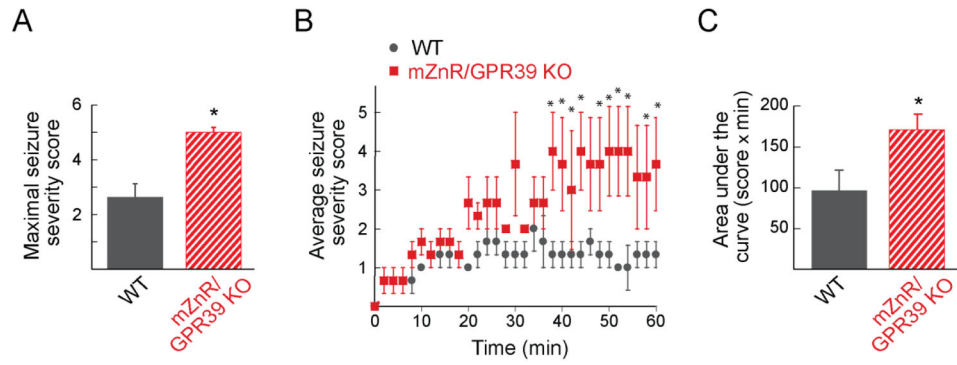 A
Maximal seizure
severity score
6
4
2
*
WT
mZnR/
GPR39 KO
B
WT
mZnR/GPR39 KO
Average seizure
severity score
5
4
3
2
1
0
* * * * * * * * * *
0 10 20 30 40 50 60
Time (min)
C
Area under the
curve (score x min)
200
150
100
50
*
WT
mZnR/
GPR39 KO